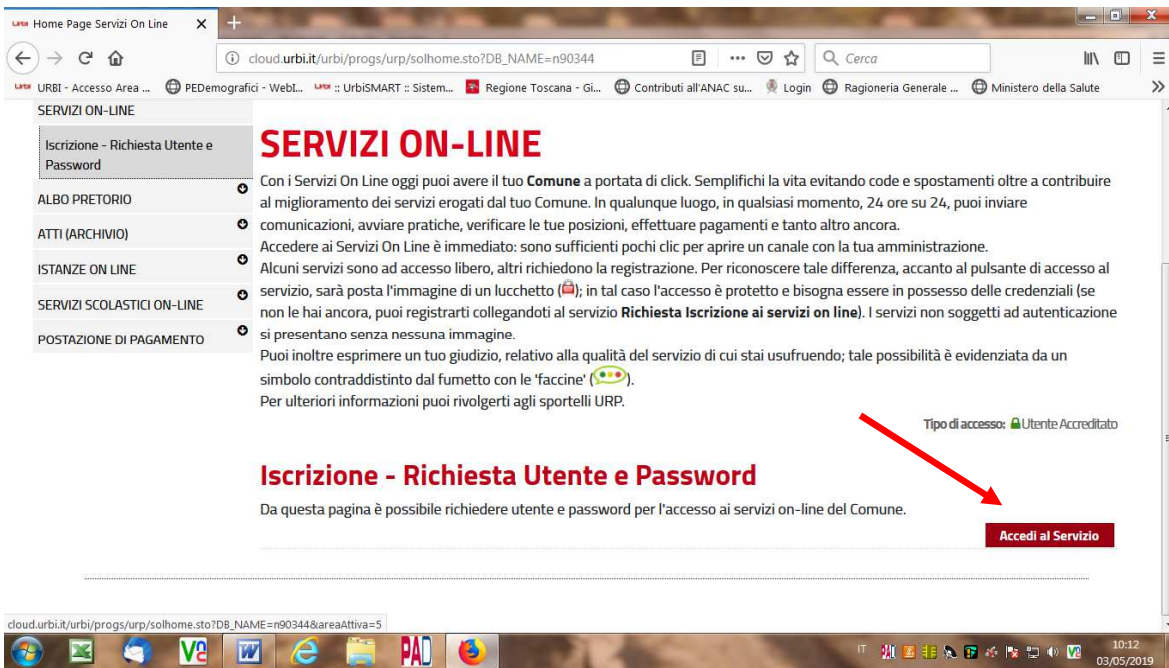 urbi Home Page Servizi On Line X +
cloud.urbi.it/urbi/progs/urp/solhome.sto?DB_NAME=n90344
Cerca
urbi URBI - Accesso Area ... PEDemografici - WebI... urbi :: UrbiSMART :: Sistem... Regione Toscana - Gi... Contributi all'ANAC su... Login Ragioneria Generale ... Ministero della Salute
SERVIZI ON-LINE
Iscrizione - Richiesta Utente e
Password
ALBO PRETORIO
ATTI (ARCHIVIO)
ISTANZE ON LINE
SERVIZI SCOLASTICI ON-LINE
POSTAZIONE DI PAGAMENTO
SERVIZI ON-LINE
Con i Servizi On Line oggi puoi avere il tuo Comune a portata di click. Semplifichi la vita evitando code e spostamenti oltre a contribuire
al miglioramento dei servizi erogati dal tuo Comune. In qualunque luogo, in qualsiasi momento, 24 ore su 24, puoi inviare
comunicazioni, avviare pratiche, verificare le tue posizioni, effettuare pagamenti e tanto altro ancora.
Accedere ai Servizi On Line è immediato: sono sufficienti pochi clic per aprire un canale con la tua amministrazione.
Alcuni servizi sono ad accesso libero, altri richiedono la registrazione. Per riconoscere tale differenza, accanto al pulsante di accesso al
servizio, sarà posta l'immagine di un lucchetto (); in tal caso l'accesso è protetto e bisogna essere in possesso delle credenziali (se
non le hai ancora, puoi registrarti collegandoti al servizio Richiesta Iscrizione ai servizi on line). I servizi non soggetti ad autenticazione
si presentano senza nessuna immagine.
Puoi inoltre esprimere un tuo giudizio, relativo alla qualità del servizio di cui stai usufruendo; tale possibilità è evidenziata da un
simbolo contraddistinto dal fumetto con le 'faccine' ().
Per ulteriori informazioni puoi rivolgerti agli sportelli URP.
Tipo di accesso: Utente Accreditato
Iscrizione - Richiesta Utente e Password
Da questa pagina è possibile richiedere utente e password per l'accesso ai servizi on-line del Comune.
Accedi al Servizio
cloud.urbi.it/urbi/progs/urp/solhome.sto?DB_NAME=n90344&areaAttiva=5
PAD
IT
10:12
03/05/2019